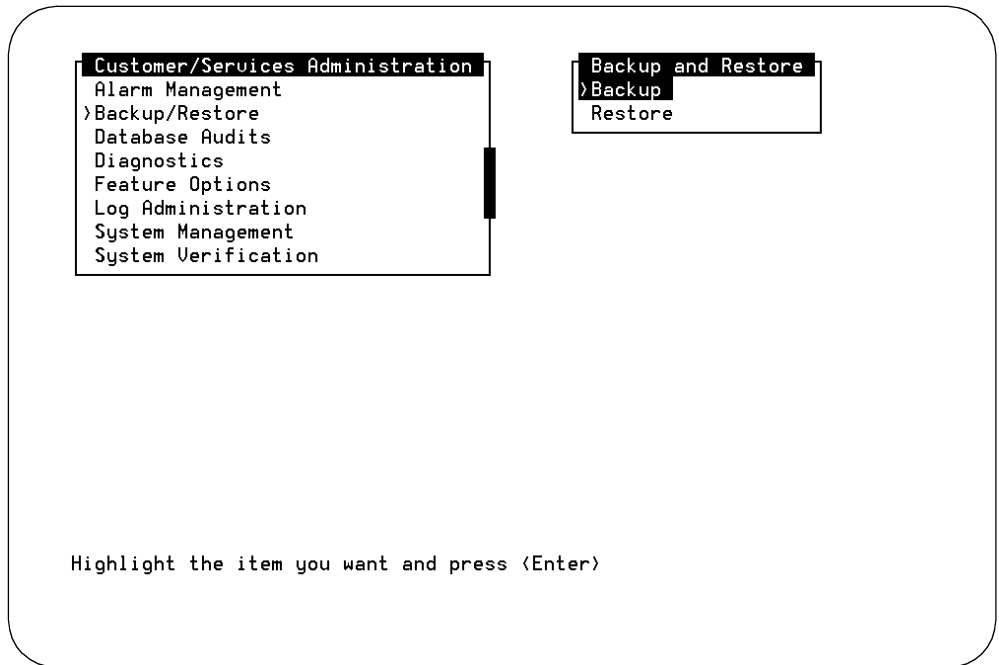 Customer/Services Administration
Alarm Management
>Backup/Restore
Database Audits
Diagnostics
Feature Options
Log Administration
System Management
System Verification
Backup and Restore
>Backup
Restore
Highlight the item you want and press <Enter>